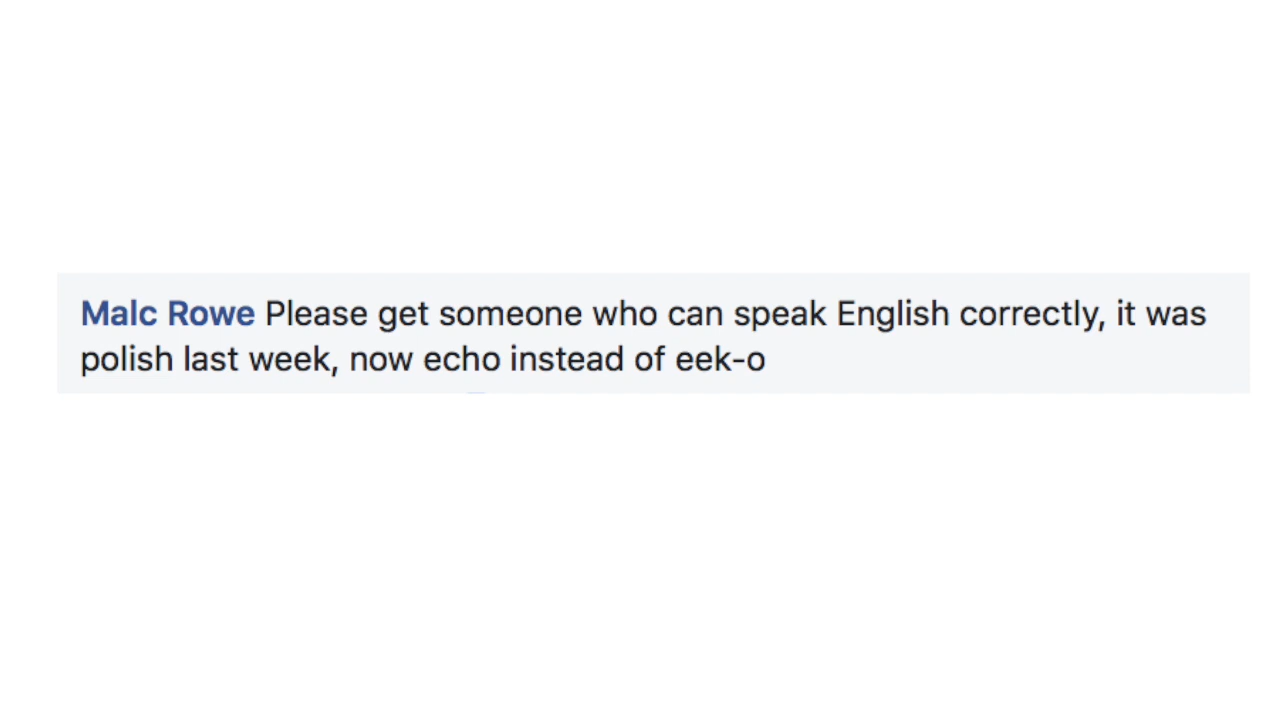 Malc Rowe Please get someone who can speak English correctly, it was
polish last week, now echo instead of eek-o